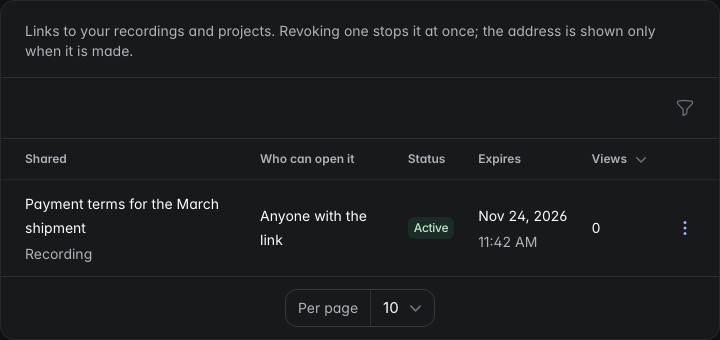 Links to your recordings and projects. Revoking one stops it at once; the address is shown only
when it is made.
Shared Who can open it Status Expires Views
Payment terms for the March
shipment
Recording
Anyone with the
link
Active
Nov 24, 2026
11:42 AM
0
Per page 10